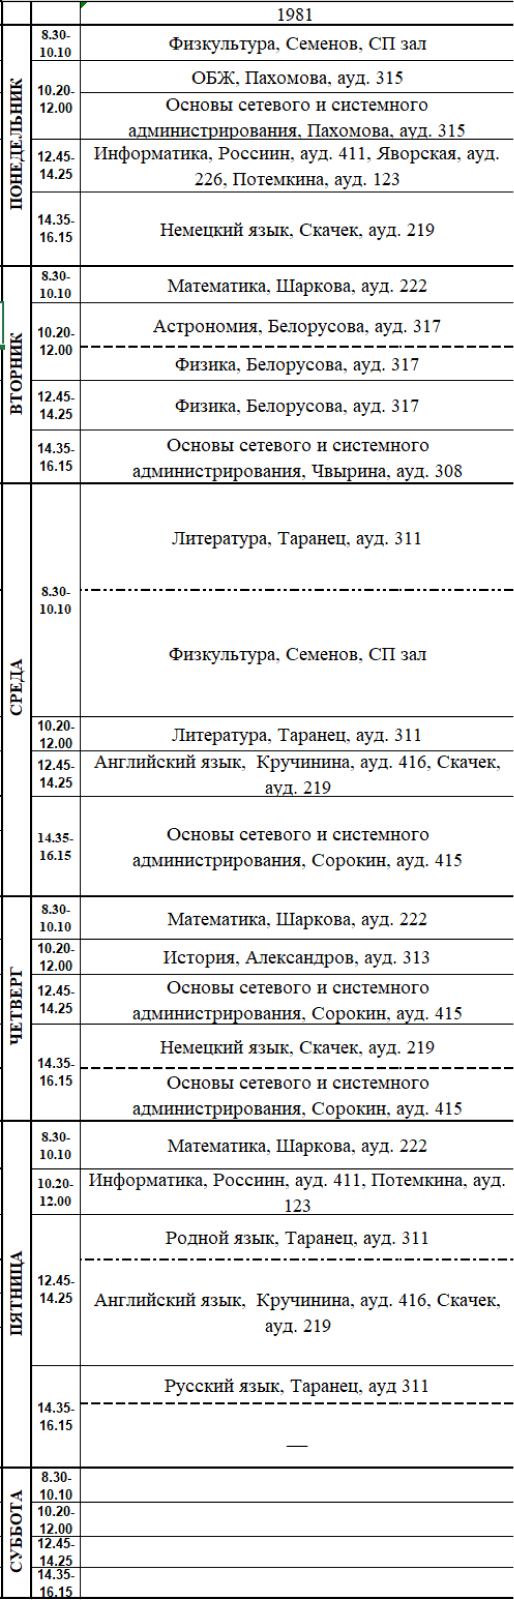 1981
ПОНЕДЕЛЬНИК
8.30-
10.10
Физкультура, Семенов, СП зал
10.20-
12.00
ОБЖ, Пахомова, ауд. 315
Основы сетевого и системного
администрирования, Пахомова, ауд. 315
12.45-
14.25
Информатика, Россиин, ауд. 411, Яворская, ауд.
226, Потемкина, ауд. 123
14.35-
16.15
Немецкий язык, Скачек, ауд. 219
ВТОРНИК
8.30-
10.10
Математика, Шаркова, ауд. 222
10.20-
12.00
Астрономия, Белорусова, ауд. 317
Физика, Белорусова, ауд. 317
12.45-
14.25
Физика, Белорусова, ауд. 317
14.35-
16.15
Основы сетевого и системного
администрирования, Чвырина, ауд. 308
СРЕДА
8.30-
10.10
Литература, Таранец, ауд. 311
Физкультура, Семенов, СП зал
10.20-
12.00
Литература, Таранец, ауд. 311
12.45-
14.25
Английский язык,  Кручинина, ауд. 416, Скачек,
ауд. 219
14.35-
16.15
Основы сетевого и системного
администрирования, Сорокин, ауд. 415
ЧЕТВЕРГ
8.30-
10.10
Математика, Шаркова, ауд. 222
10.20-
12.00
История, Александров, ауд. 313
12.45-
14.25
Основы сетевого и системного
администрирования, Сорокин, ауд. 415
14.35-
16.15
Немецкий язык, Скачек, ауд. 219
Основы сетевого и системного
администрирования, Сорокин, ауд. 415
ПЯТНИЦА
8.30-
10.10
Математика, Шаркова, ауд. 222
10.20-
12.00
Информатика, Россиин, ауд. 411, Потемкина, ауд.
123
12.45-
14.25
Родной язык, Таранец, ауд. 311
Английский язык,  Кручинина, ауд. 416, Скачек,
ауд. 219
14.35-
16.15
Русский язык, Таранец, ауд 311
—
СУББОТА
8.30-
10.10
10.20-
12.00
12.45-
14.25
14.35-
16.15